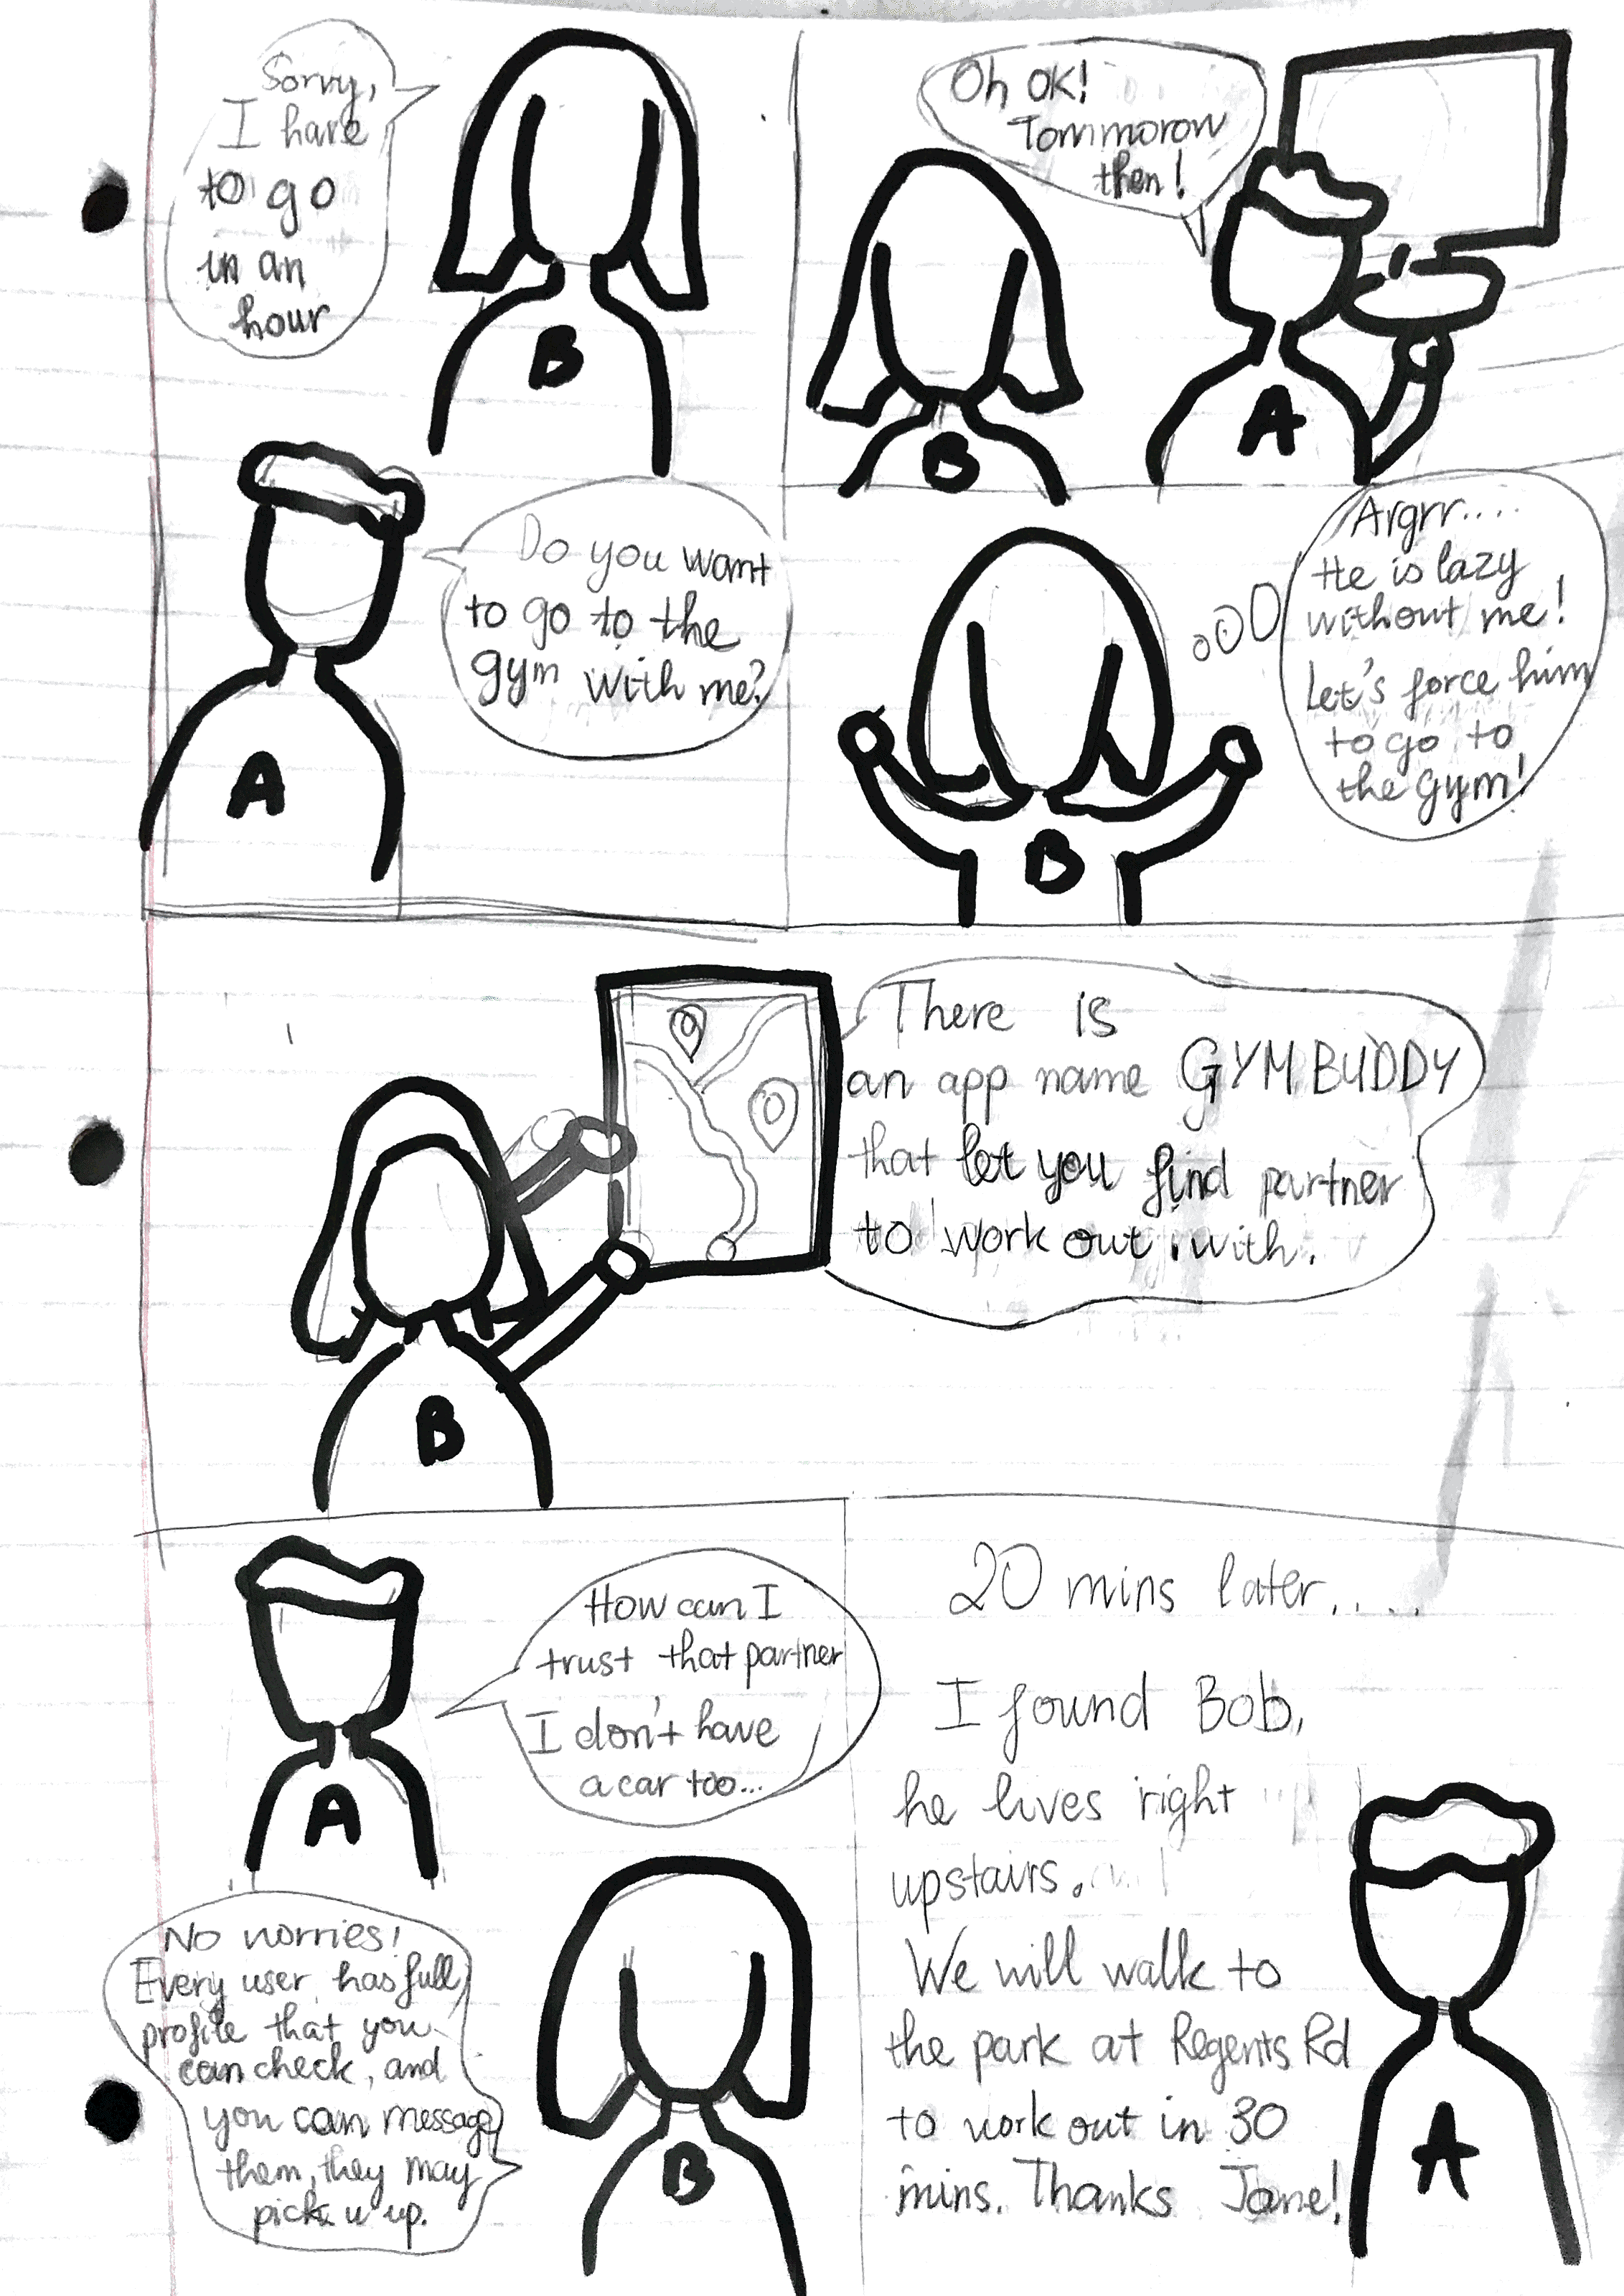 Sorry,
I have
to go
in an
hour
B
Do you want
to go to the
gym with me?
A
Oh OK!
Tommorow
then!
B
A
Argrr....
He is lazy
without me!
Let's force him
to go to
the gym!
B
There is
an app name GYM BUDDY
that let you find partner
to work out with.
B
How can I
trust that partner
I don't have
a car too...
A
No worries!
Every user has full
profile that you
can check, and
you can message
them, they may
pick u up.
B
20 mins later....
I found Bob,
he lives right
upstairs.
We will walk to
the park at Regents Rd
to work out in 30
mins. Thanks Jane!
A